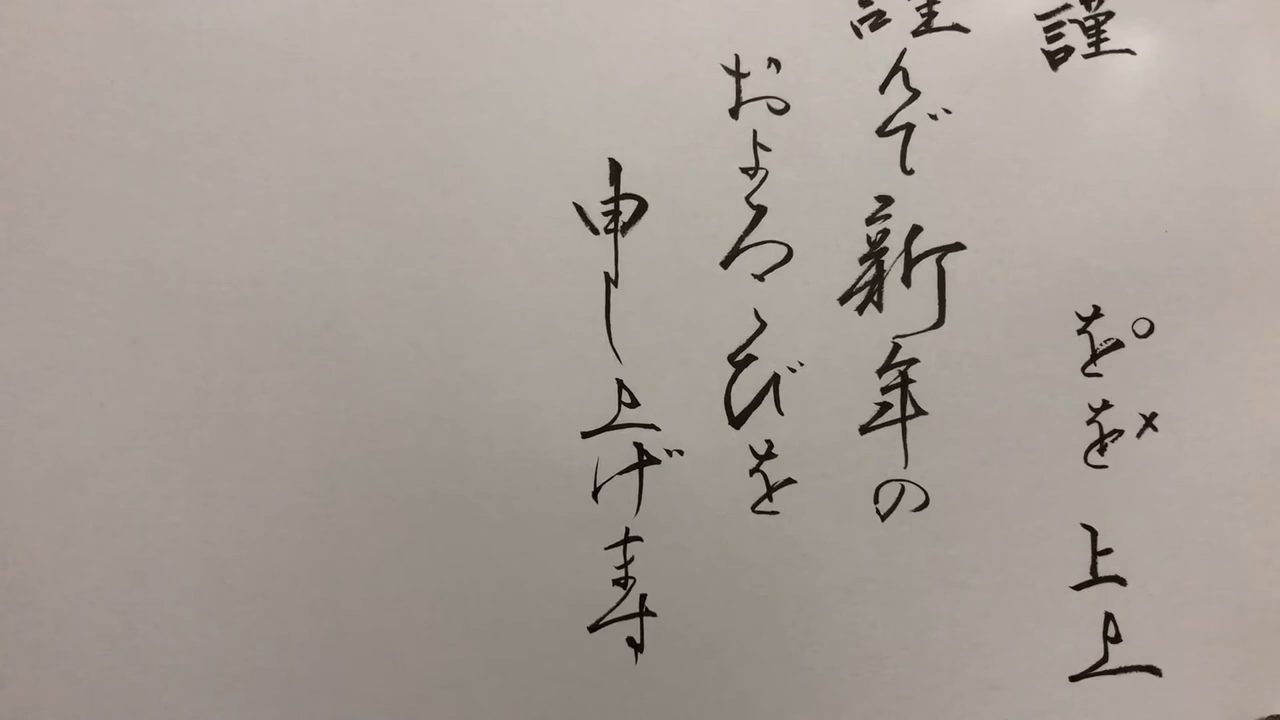 謹
を○
を×
上
上
謹んで新年の
およろこびを
申し上げます